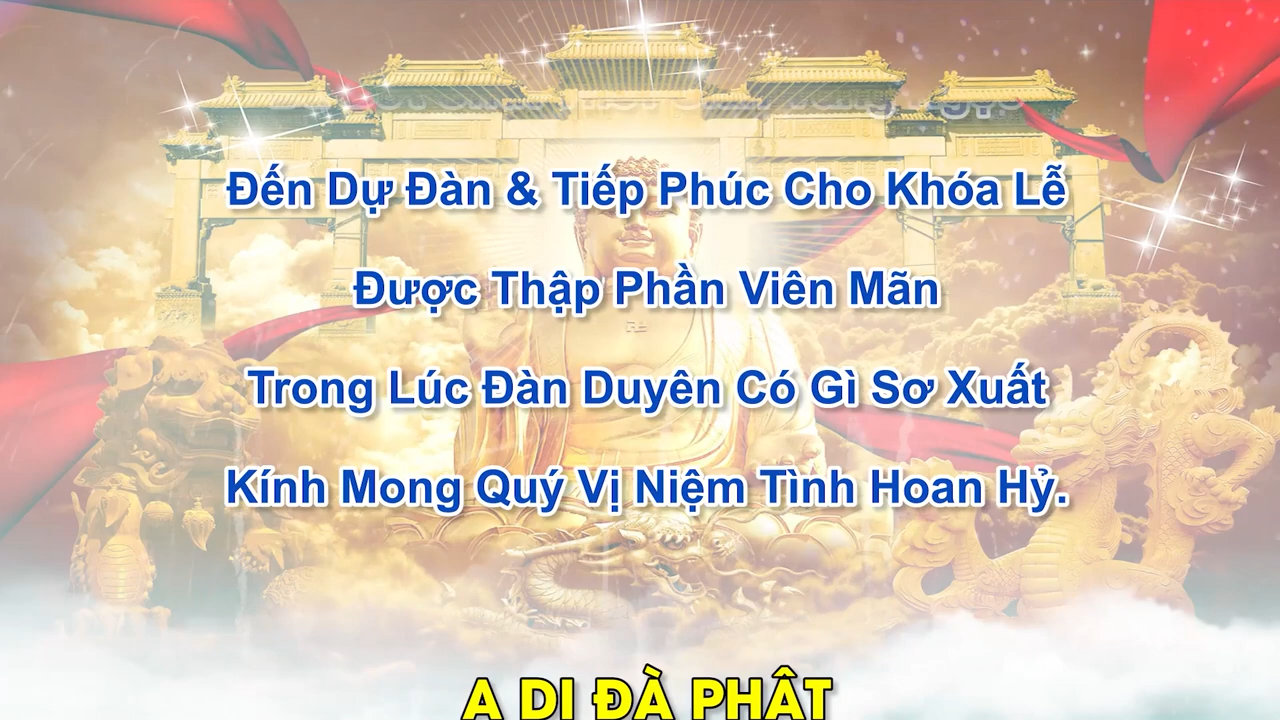 Đến Dự Đàn & Tiếp Phúc Cho Khóa Lễ
Được Thập Phần Viên Mãn
Trong Lúc Đàn Duyên Có Gì Sơ Xuất
Kính Mong Quý Vị Niệm Tình Hoan Hỷ.
A DI ĐÀ PHẬT